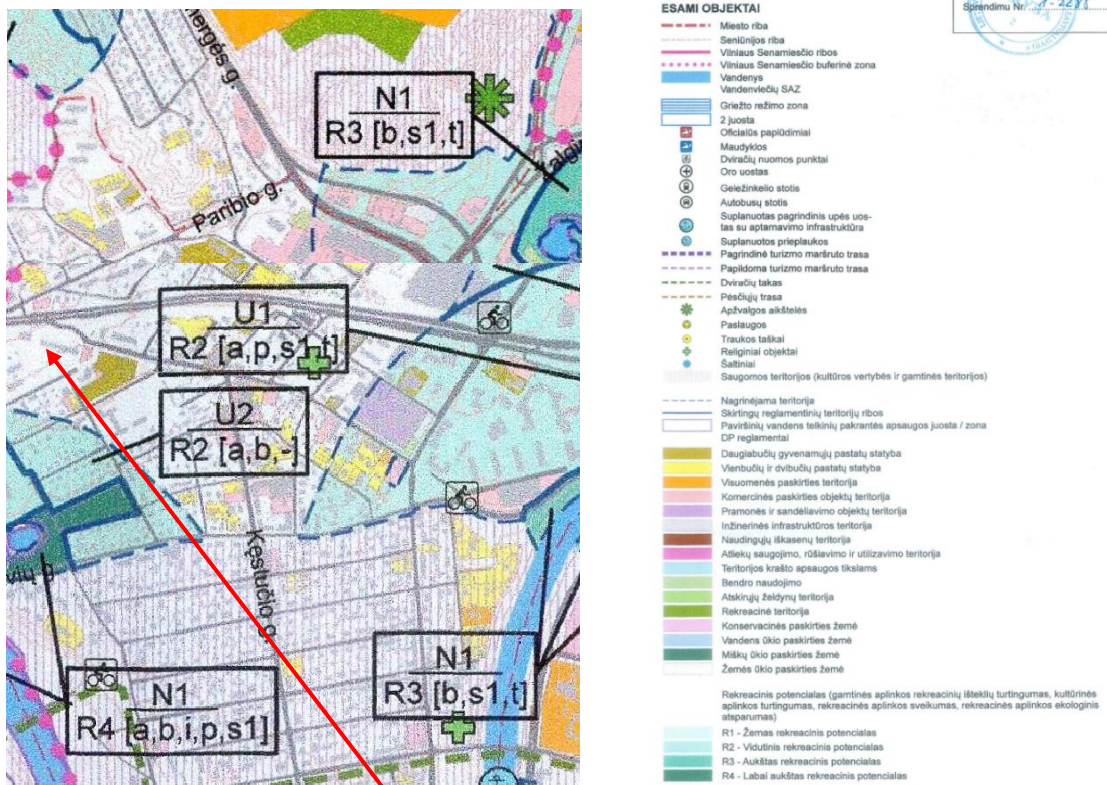 nergės g.
N1
R3 [b,s1,t]
Paribio g.
U1
R2 [a,p,s1,t]
U2
R2 [a,b,-]
Kęstučio g.
N1
R4 [a,b,i,p,s1]
N1
R3 [b,s1,t]
ESAMI OBJEKTAI
Miesto riba
Seniūnijos riba
Vilniaus Senamiesčio ribos
Vilniaus Senamiesčio buferinė zona
Vandenys
Vandenviečių SAZ
Griežto režimo zona
2 juosta
Oficialūs paplūdimiai
Maudyklos
Dviračių nuomos punktai
Oro uostas
Geležinkelio stotis
Autobusų stotis
Suplanuotas pagrindinis upės uos-
tas su aptarnavimo infrastruktūra
Suplanuotos prieplaukos
Pagrindinė turizmo maršruto trasa
Papildoma turizmo maršruto trasa
Dviračių takas
Pėsčiųjų trasa
Apžvalgos aikštelės
Paslaugos
Traukos taškai
Religiniai objektai
Šaltiniai
Saugomos teritorijos (kultūros vertybės ir gamtinės teritorijos)
Nagrinėjama teritorija
Skirtingų reglamentinių teritorijų ribos
Paviršinių vandens telkinių pakrantės apsaugos juosta / zona
DP reglamentai
Daugiabučių gyvenamųjų pastatų statyba
Vienbučių ir dvibučių pastatų statyba
Visuomenės paskirties teritorija
Komercinės paskirties objektų teritorija
Pramonės ir sandėliavimo objektų teritorija
Inžinerinės infrastruktūros teritorija
Naudingųjų iškasenų teritorija
Atliekų saugojimo, rūšiavimo ir utilizavimo teritorija
Teritorijos krašto apsaugos tikslams
Bendro naudojimo
Atskirųjų želdynų teritorija
Rekreacinė teritorija
Konservacinės paskirties žemė
Vandens ūkio paskirties žemė
Miškų ūkio paskirties žemė
Žemės ūkio paskirties žemė
Rekreacinis potencialas (gamtinės aplinkos rekreacinių išteklių turtingumas, kultūrinės
aplinkos turtingumas, rekreacinės aplinkos sveikumas, rekreacinės aplinkos ekologinis
atsparumas)
R1 - Žemas rekreacinis potencialas
R2 - Vidutinis rekreacinis potencialas
R3 - Aukštas rekreacinis potencialas
R4 - Labai aukštas rekreacinis potencialas
Sprendimu Nr.